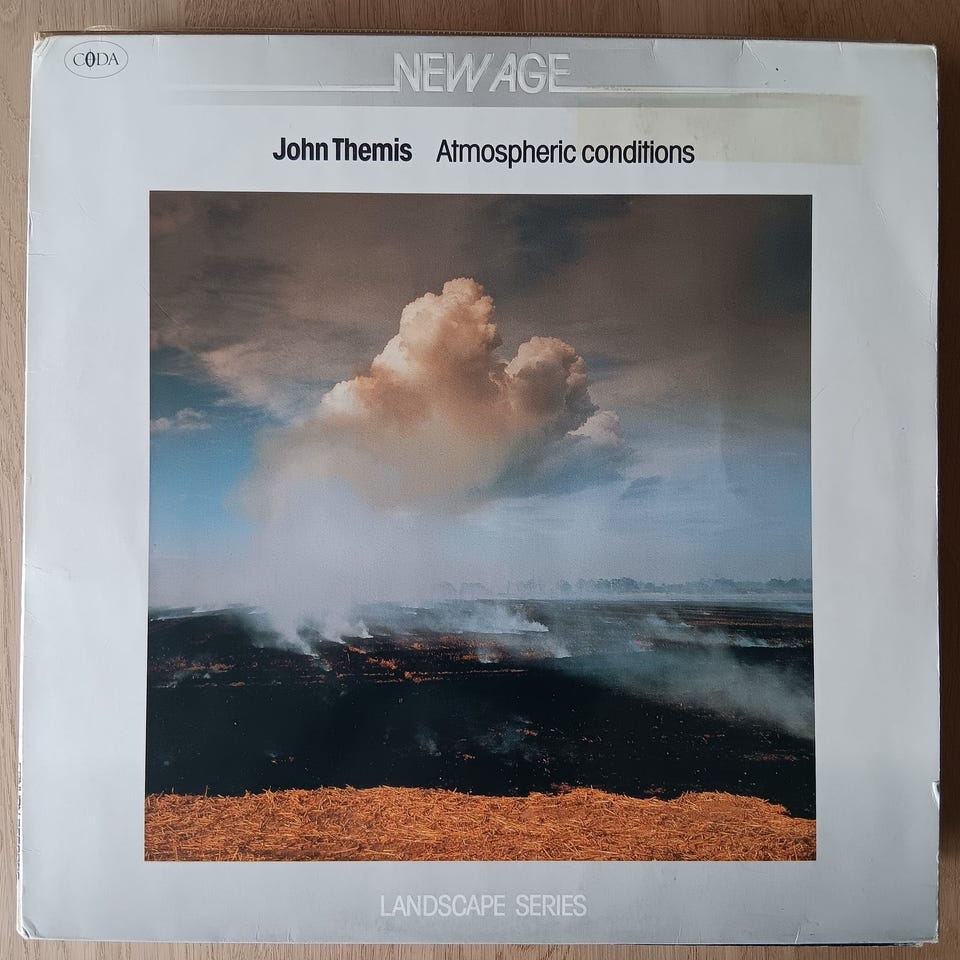 CODA
NEW AGE
John Themis Atmospheric conditions
LANDSCAPE SERIES